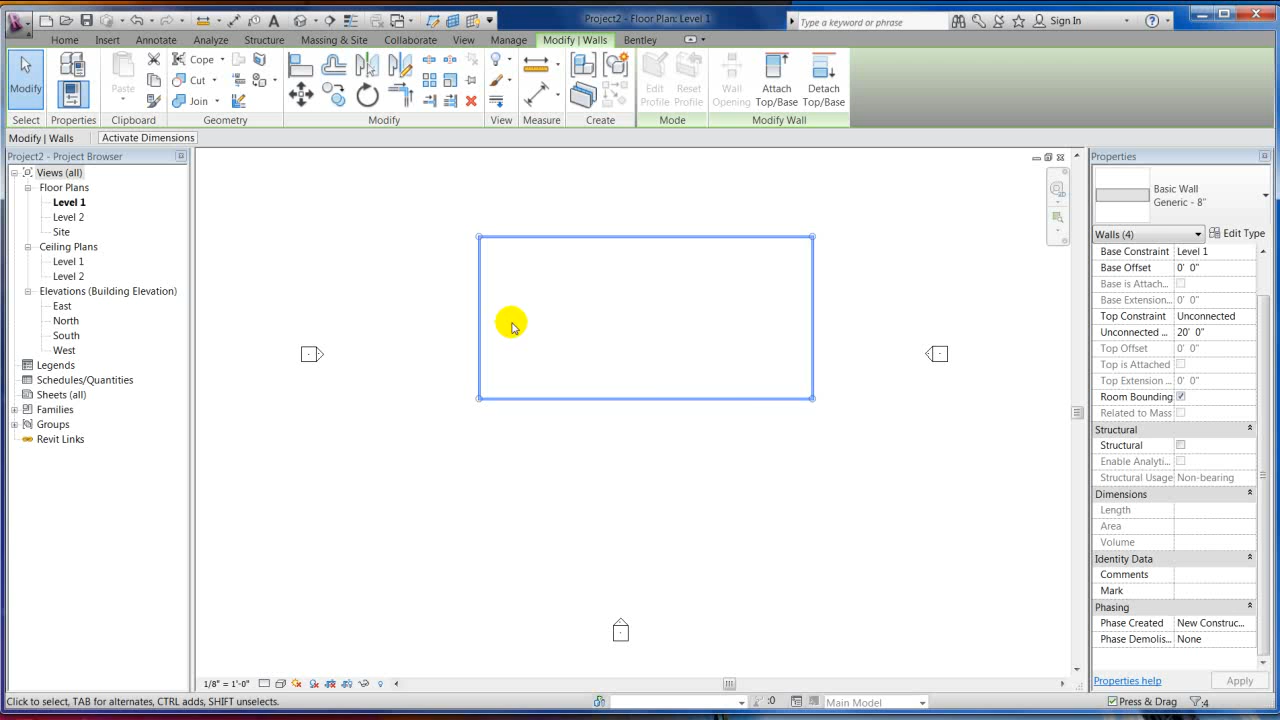 Project2 - Floor Plan: Level 1
Type a keyword or phrase
Sign In
Home Insert Annotate Analyze Structure Massing & Site Collaborate View Manage Modify | Walls Bentley
Modify
Paste
Cope
Cut
Join
Edit Profile
Reset Profile
Wall Opening
Attach Top/Base
Detach Top/Base
Select Properties Clipboard Geometry Modify View Measure Create Mode Modify Wall
Modify | Walls Activate Dimensions
Project2 - Project Browser
Views (all)
Floor Plans
Level 1
Level 2
Site
Ceiling Plans
Level 1
Level 2
Elevations (Building Elevation)
East
North
South
West
Legends
Schedules/Quantities
Sheets (all)
Families
Groups
Revit Links
Properties
Basic Wall
Generic - 8"
Walls (4) Edit Type
Base Constraint Level 1
Base Offset 0' 0"
Base is Attach...
Base Extension... 0' 0"
Top Constraint Unconnected
Unconnected ... 20' 0"
Top Offset 0' 0"
Top is Attached
Top Extension ... 0' 0"
Room Bounding
Related to Mass
Structural
Structural
Enable Analyti...
Structural Usage Non-bearing
Dimensions
Length
Area
Volume
Identity Data
Comments
Mark
Phasing
Phase Created New Construc...
Phase Demolis... None
Properties help Apply
1/8" = 1'-0"
Click to select, TAB for alternates, CTRL adds, SHIFT unselects.
:0
Main Model
Press & Drag
:4